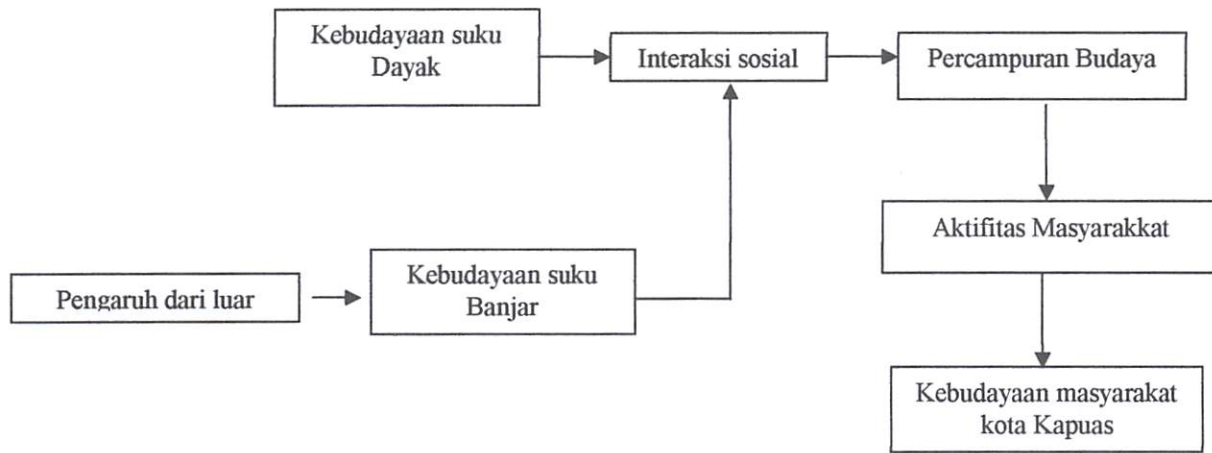 Kebudayaan suku
Dayak
Interaksi sosial
Percampuran Budaya
Aktifitas Masyarakkat
Pengaruh dari luar
Kebudayaan suku
Banjar
Kebudayaan masyarakat
kota Kapuas